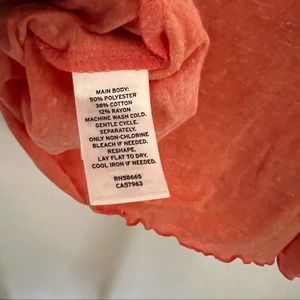 MAIN BODY:
50% POLYESTER
38% COTTON
12% RAYON
MACHINE WASH COLD.
GENTLE CYCLE.
SEPARATELY.
ONLY NON-CHLORINE
BLEACH IF NEEDED.
RESHAPE.
LAY FLAT TO DRY.
COOL IRON IF NEEDED.
RN58665
CA57963